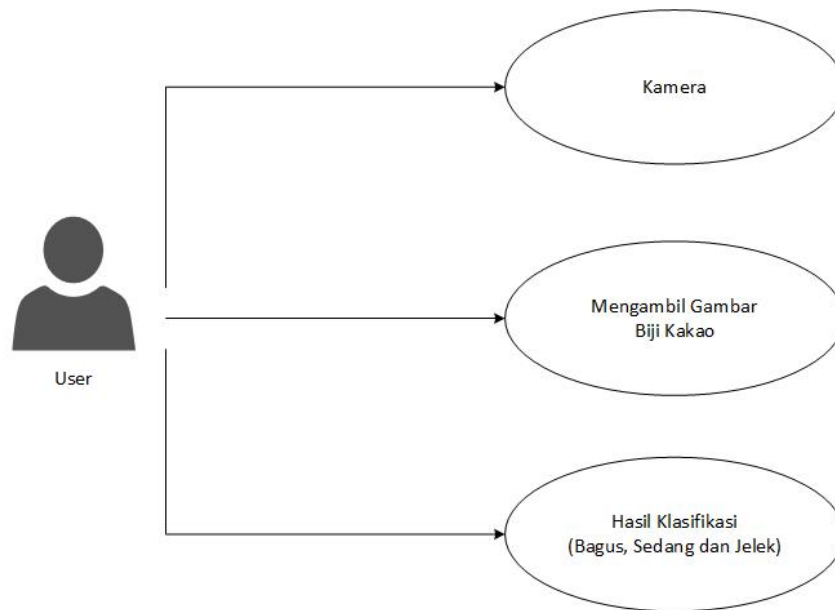 Kamera
Mengambil Gambar
Biji Kakao
User
Hasil Klasifikasi
(Bagus, Sedang dan Jelek)